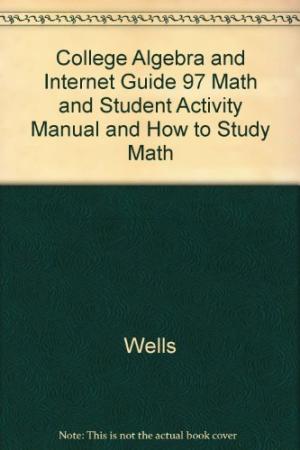 College Algebra and
Internet Guide 97 Math
and Student Activity
Manual and How to Study
Math
Wells
Note: This is not the actual book cover